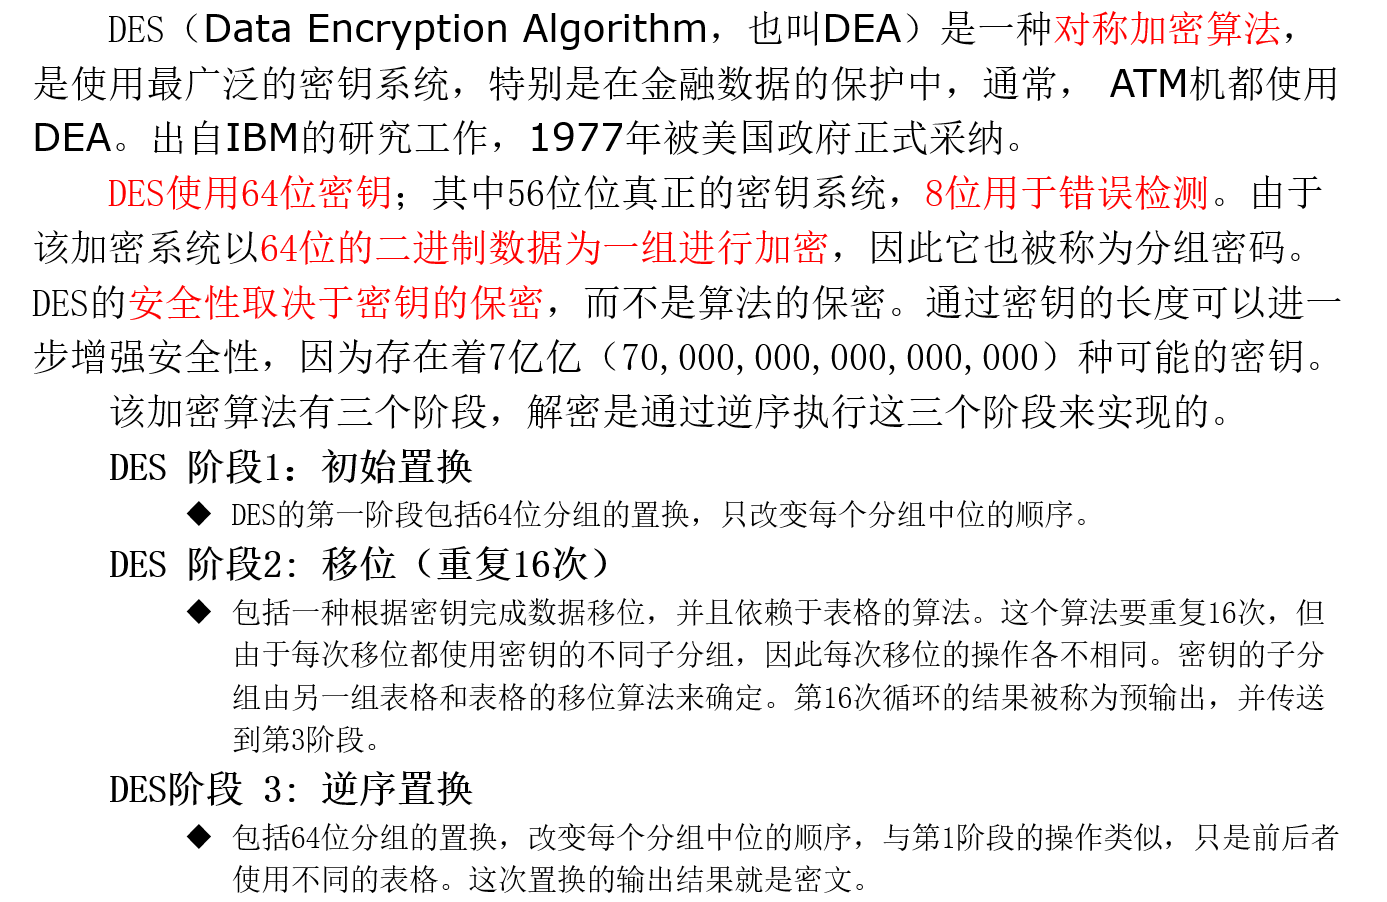 DES（Data Encryption Algorithm，也叫DEA）是一种对称加密算法，
是使用最广泛的密钥系统，特别是在金融数据的保护中，通常， ATM机都使用
DEA。出自IBM的研究工作，1977年被美国政府正式采纳。
DES使用64位密钥；其中56位位真正的密钥系统，8位用于错误检测。由于
该加密系统以64位的二进制数据为一组进行加密，因此它也被称为分组密码。
DES的安全性取决于密钥的保密，而不是算法的保密。通过密钥的长度可以进一
步增强安全性，因为存在着7亿亿（70,000,000,000,000,000）种可能的密钥。
该加密算法有三个阶段，解密是通过逆序执行这三个阶段来实现的。
DES 阶段1：初始置换
◆ DES的第一阶段包括64位分组的置换，只改变每个分组中位的顺序。
DES 阶段2: 移位（重复16次）
◆ 包括一种根据密钥完成数据移位，并且依赖于表格的算法。这个算法要重复16次，但
由于每次移位都使用密钥的不同子分组，因此每次移位的操作各不相同。密钥的子分
组由另一组表格和表格的移位算法来确定。第16次循环的结果被称为预输出，并传送
到第3阶段。
DES阶段 3: 逆序置换
◆ 包括64位分组的置换，改变每个分组中位的顺序，与第1阶段的操作类似，只是前后者
使用不同的表格。这次置换的输出结果就是密文。